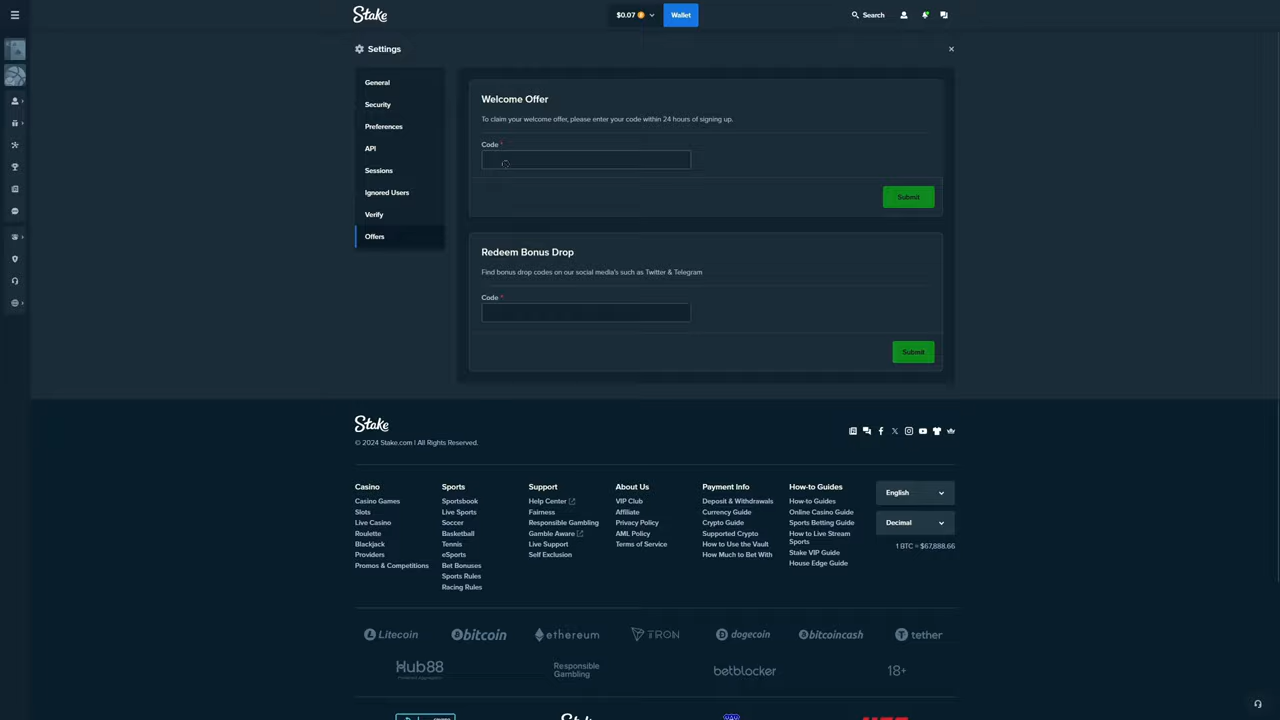 Stake
$0.07
Wallet
Search
Settings
General
Security
Preferences
API
Sessions
Ignored Users
Verify
Offers
Welcome Offer
To claim your welcome offer, please enter your code within 24 hours of signing up.
Code *
Submit
Redeem Bonus Drop
Find bonus drop codes on our social media's such as Twitter & Telegram
Code *
Submit
Stake
© 2024 Stake.com | All Rights Reserved.
Casino
Casino Games
Slots
Live Casino
Roulette
Blackjack
Providers
Promos & Competitions
Sports
Sportsbook
Live Sports
Soccer
Basketball
Tennis
eSports
Bet Bonuses
Sports Rules
Racing Rules
Support
Help Center
Fairness
Responsible Gambling
Gamble Aware
Live Support
Self Exclusion
About Us
VIP Club
Affiliate
Privacy Policy
AML Policy
Terms of Service
Payment Info
Deposit & Withdrawals
Currency Guide
Crypto Guide
Supported Crypto
How to Use the Vault
How Much to Bet With
How-to Guides
How-to Guides
Online Casino Guide
Sports Betting Guide
How to Live Stream
Sports
Stake VIP Guide
House Edge Guide
English
Decimal
1 BTC = $67,888.66
Litecoin
bitcoin
ethereum
TRON
dogecoin
bitcoincash
tether
Hub88
Responsible
Gambling
betblocker
18+
Stake